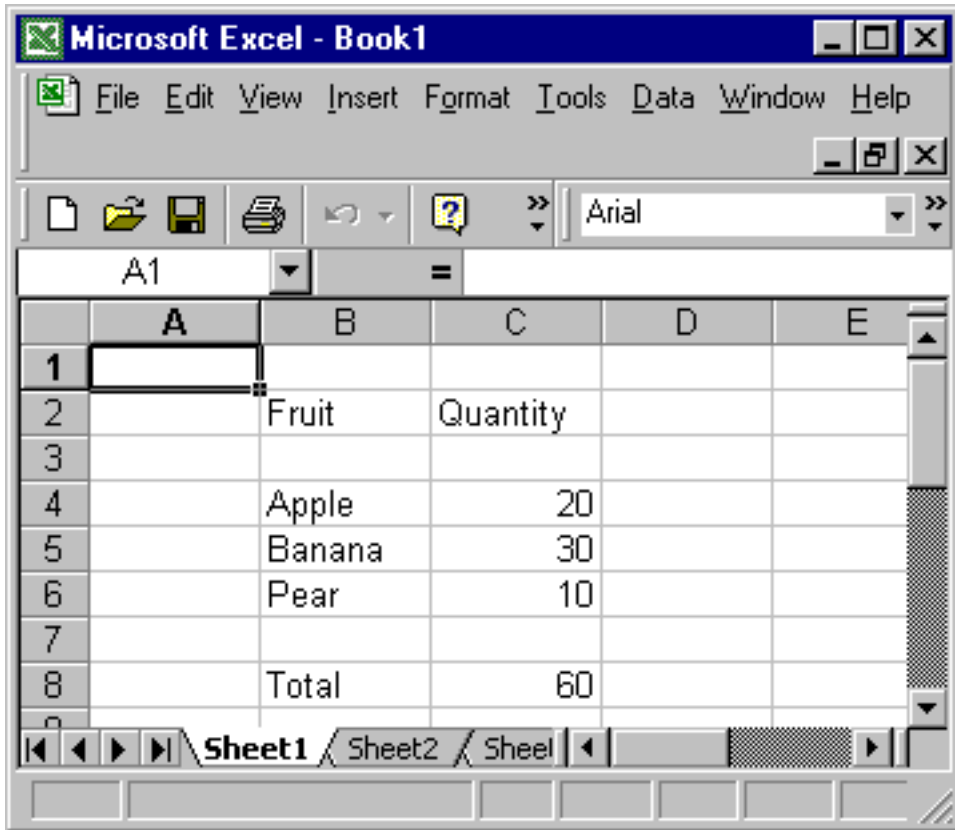 Microsoft Excel - Book1
File Edit View Insert Format Tools Data Window Help
Arial
A1 =
A B C D E
1
2 Fruit Quantity
3
4 Apple 20
5 Banana 30
6 Pear 10
7
8 Total 60
Sheet1 Sheet2